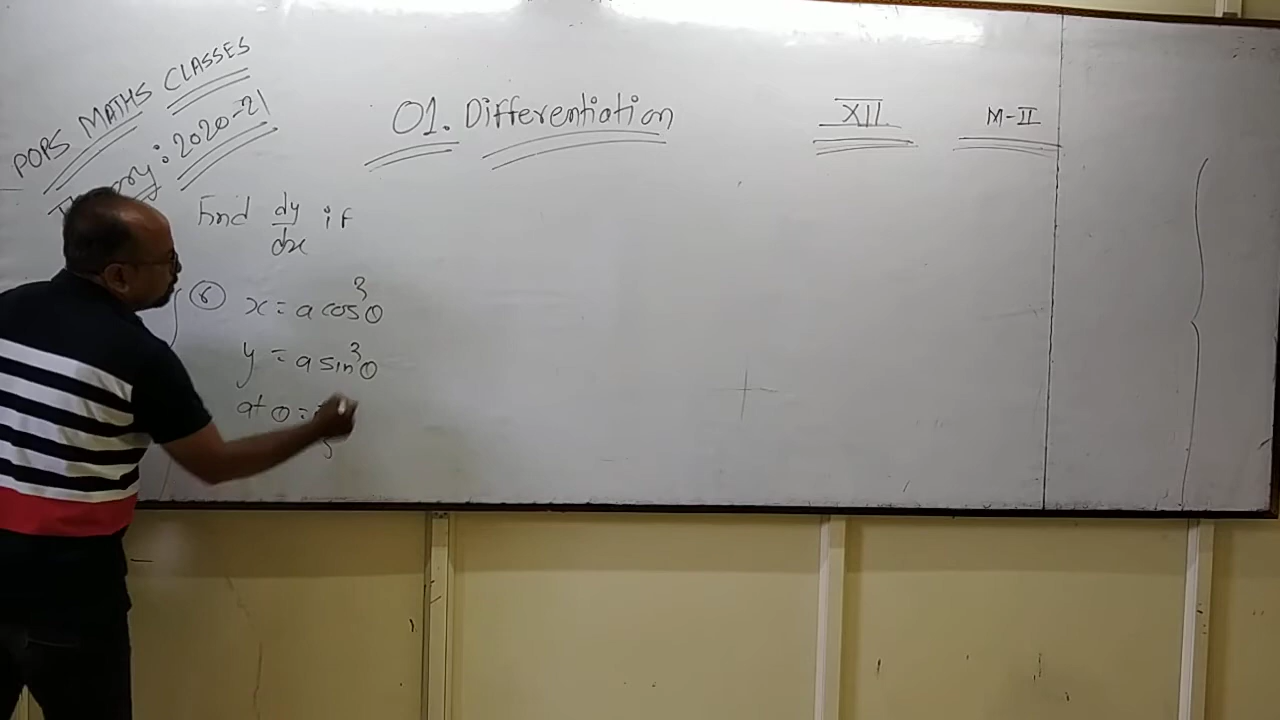 POPS MATHS CLASSES
: 2020-21
01. Differentiation
XII
M-II
Find dy/dx if
x = a cos³θ
y = a sin³θ
at θ =